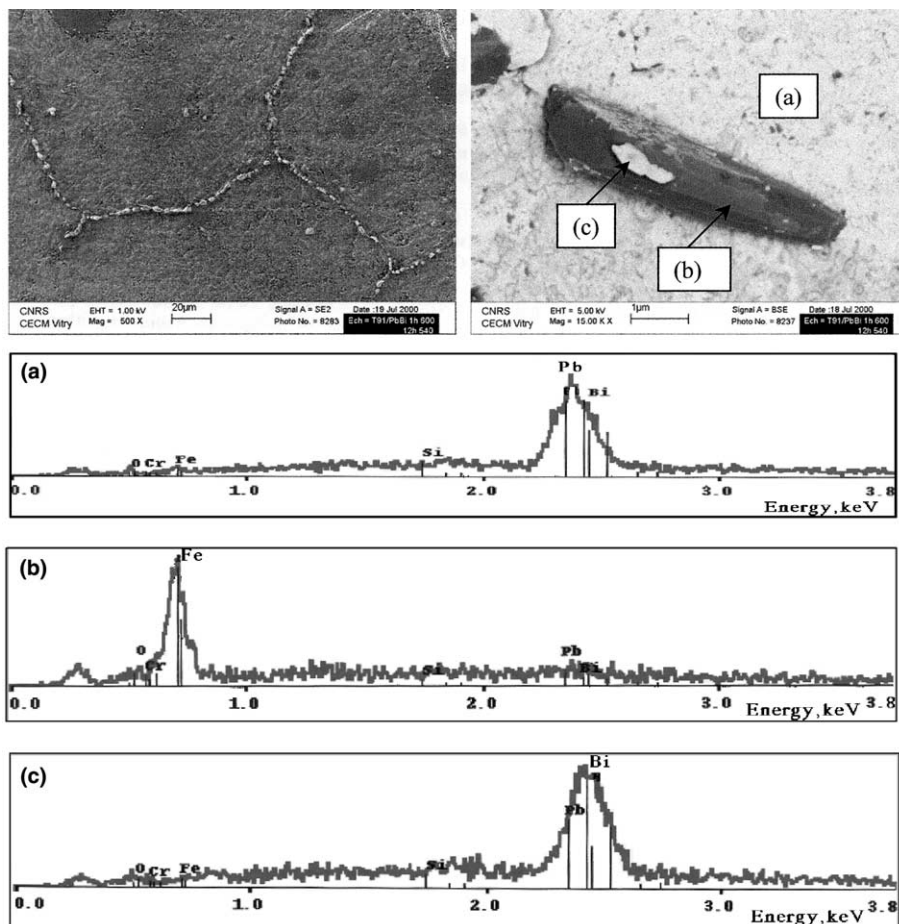 (a)
(c)
(b)
CNRS EHT = 1.00 kV 20µm Signal A = SE2 Date :19 Jul 2000
CECM Vitry Mag = 500 X Photo No. = 8283 Ech = T91/PbBi 1h 600
12h 540
CNRS EHT = 5.00 kV 1µm Signal A = BSE Date :18 Jul 2000
CECM Vitry Mag = 15.00 K X Photo No. = 8237 Ech = T91/PbBi 1h 600
12h 540
(a)
Pb
Bi
O Cr Fe Si
0.0 1.0 2.0 3.0 3.8
Energy,keV
(b)
Fe
O
Cr Si Pb Bi
0.0 1.0 2.0 3.0 3.8
Energy,keV
(c)
Bi
Pb
O Cr Fe Si
0.0 1.0 2.0 3.0 3.8
Energy,keV